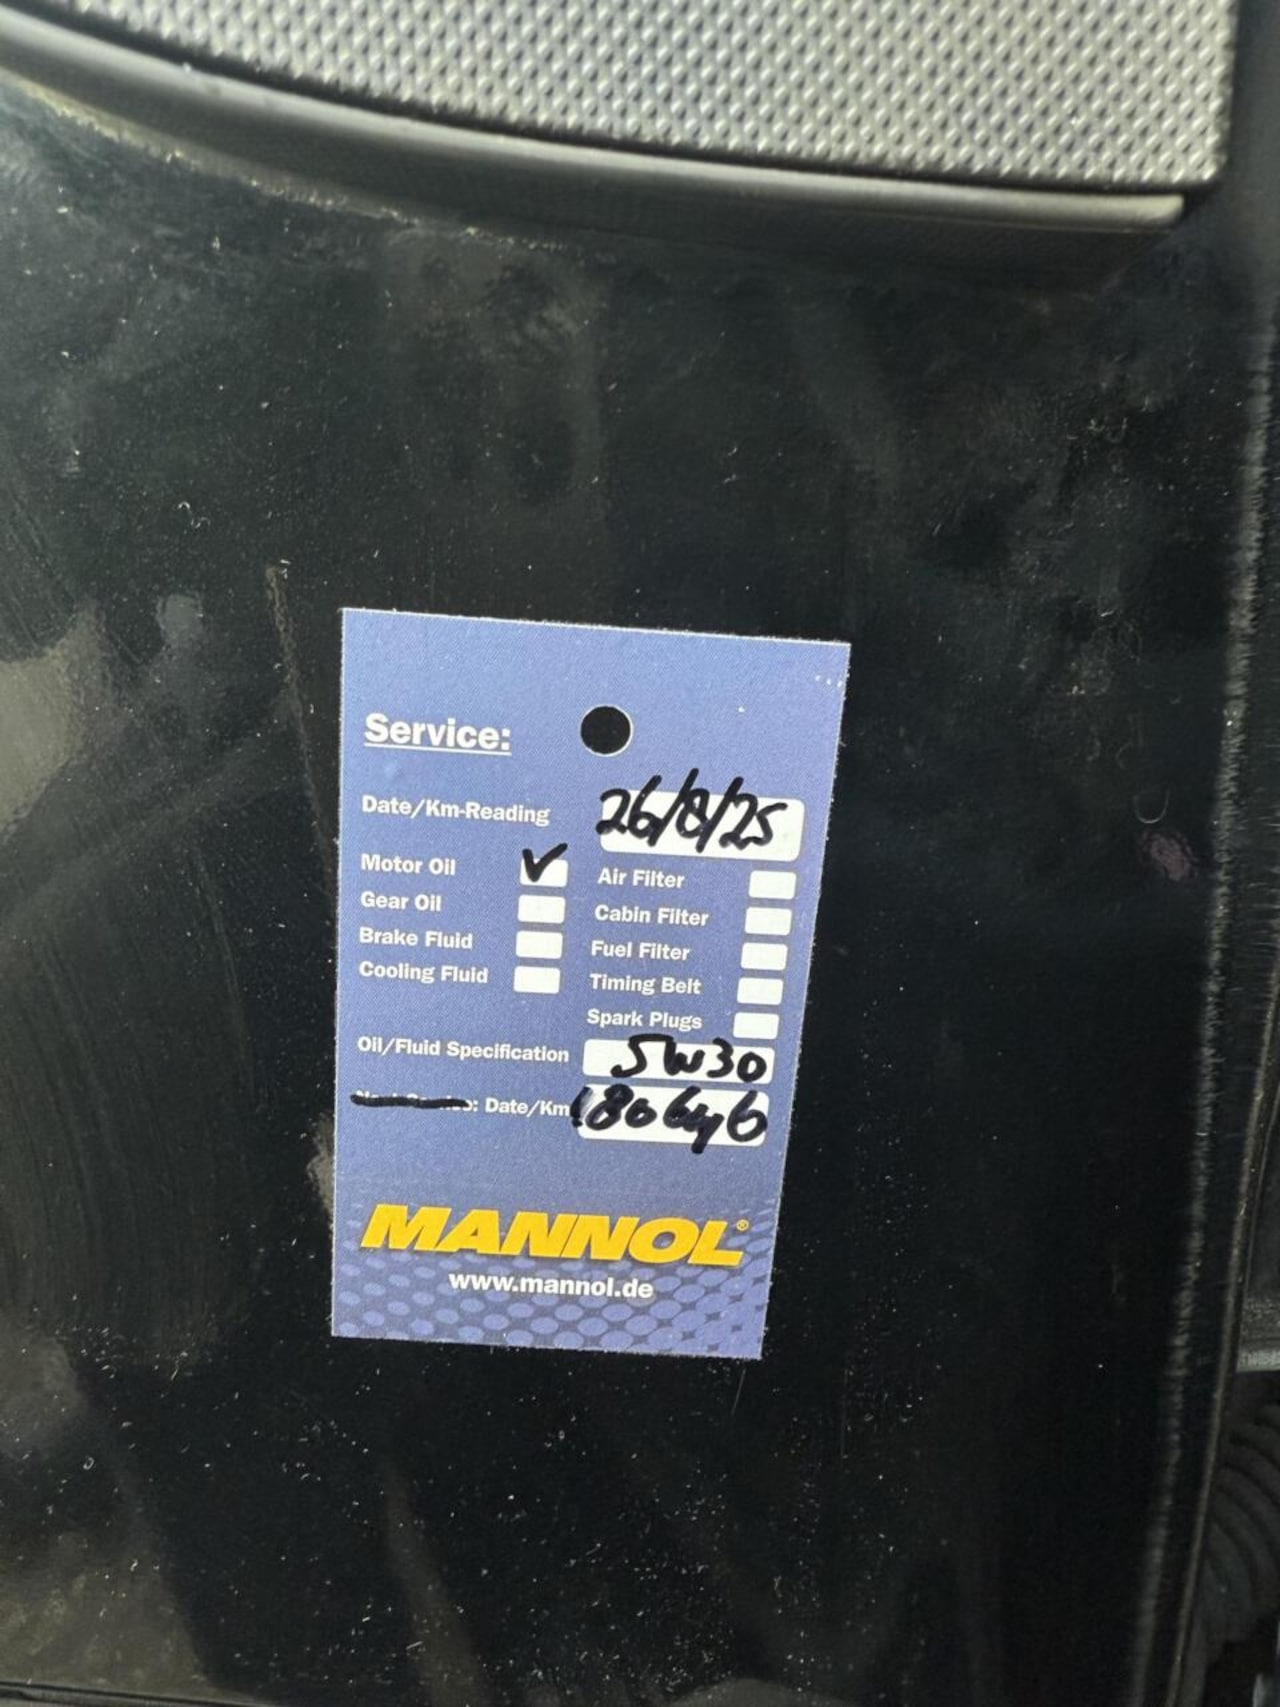 Service:
Date/Km-Reading 26/8/25
Motor Oil ✓ Air Filter
Gear Oil Cabin Filter
Brake Fluid Fuel Filter
Cooling Fluid Timing Belt
Spark Plugs
Oil/Fluid Specification 5W30
: Date/Km 180646
MANNOL®
www.mannol.de